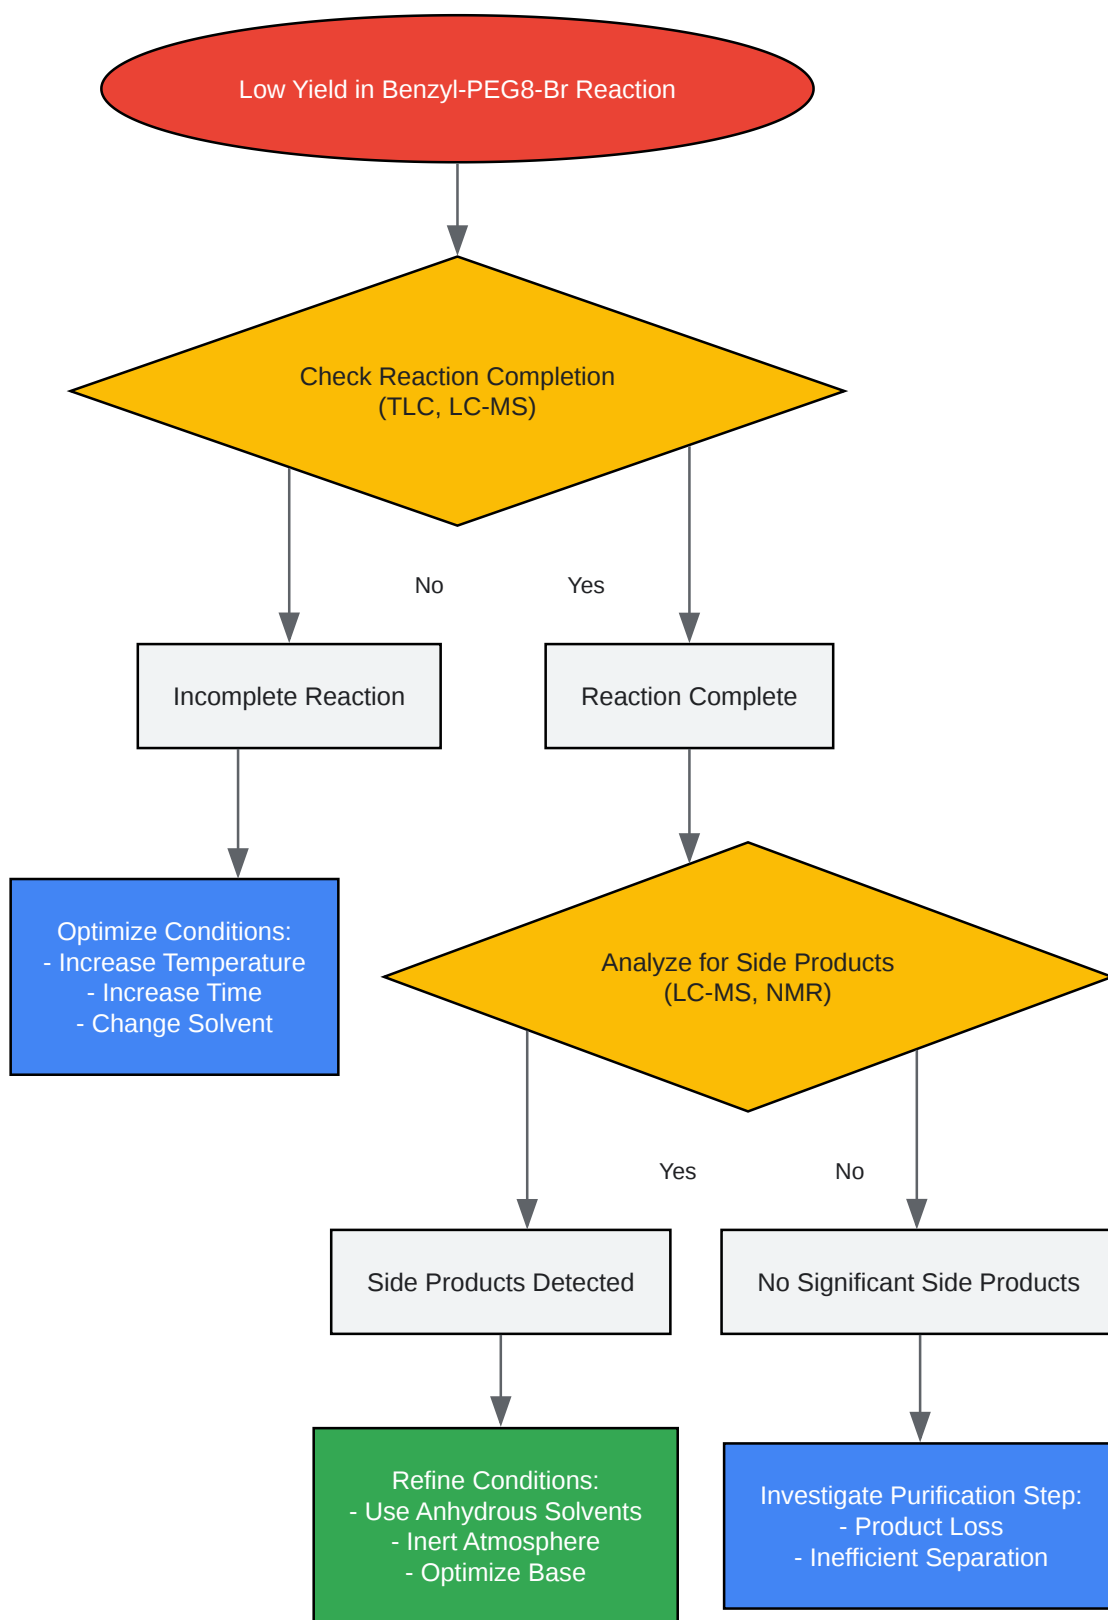 Low Yield in Benzyl-PEG8-Br Reaction
Check Reaction Completion
(TLC, LC-MS)
No
Yes
Incomplete Reaction
Reaction Complete
Optimize Conditions:
- Increase Temperature
- Increase Time
- Change Solvent
Analyze for Side Products
(LC-MS, NMR)
Yes
No
Side Products Detected
No Significant Side Products
Refine Conditions:
- Use Anhydrous Solvents
- Inert Atmosphere
- Optimize Base
Investigate Purification Step:
- Product Loss
- Inefficient Separation